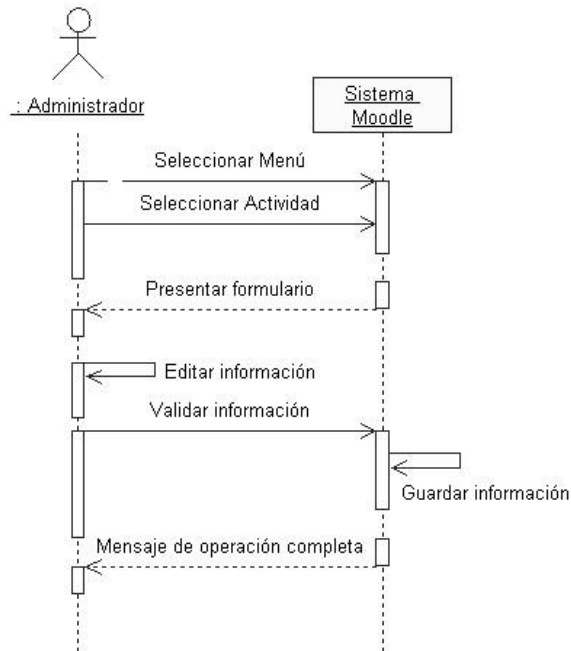 : Administrador
Sistema
Moodle
Seleccionar Menú
Seleccionar Actividad
Presentar formulario
Editar información
Validar información
Guardar información
Mensaje de operación completa